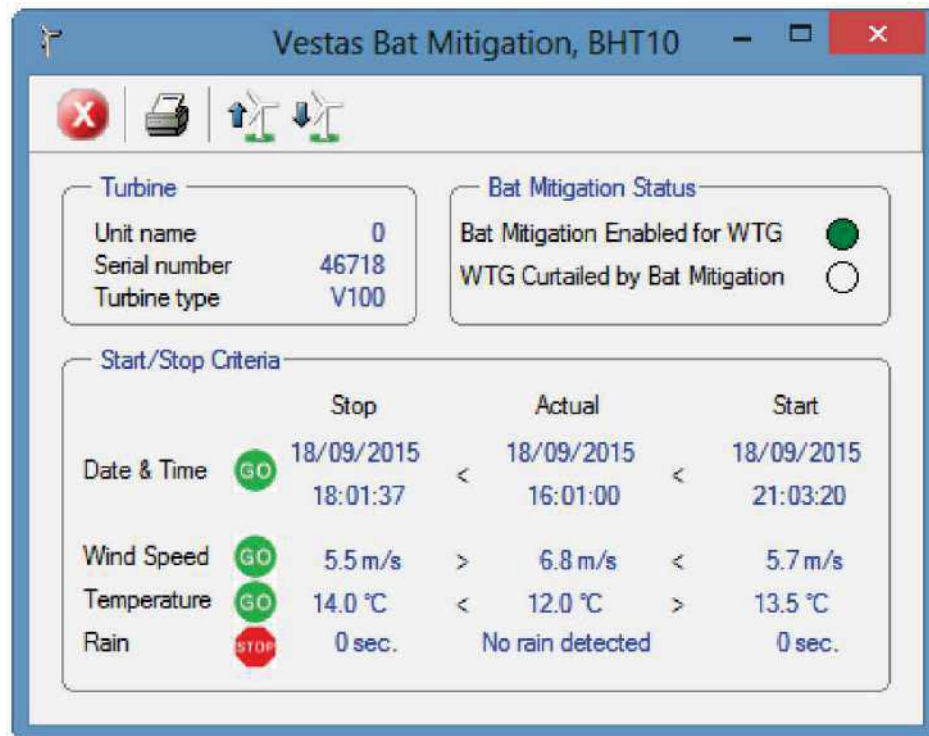 Vestas Bat Mitigation, BHT10
Turbine
Unit name 0
Serial number 46718
Turbine type V100
Bat Mitigation Status
Bat Mitigation Enabled for WTG
WTG Curtailed by Bat Mitigation
Start/Stop Criteria
Stop Actual Start
Date & Time GO 18/09/2015 18:01:37 < 18/09/2015 16:01:00 < 18/09/2015 21:03:20
Wind Speed GO 5.5 m/s > 6.8 m/s < 5.7 m/s
Temperature GO 14.0 °C < 12.0 °C > 13.5 °C
Rain STOP 0 sec. No rain detected 0 sec.